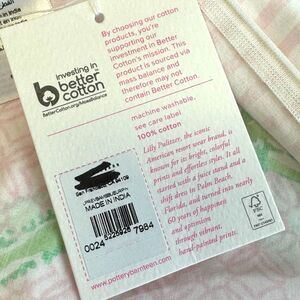 By choosing our cotton
products, you're
supporting our
investment in Better
Cotton's mission. This
product is sourced via
mass balance and
therefore may not
contain Better Cotton.
investing in
better
cotton
BetterCotton.org/MassBalance
machine washable,
see care label
100% cotton
Lilly Pulitzer, the iconic
American resort wear brand, is
known for its bright, colorful
prints and effortless style. It all
started with a juice stand and a
shift dress in Palm Beach,
Florida, and turned into nearly
60 years of happiness
and optimism
through vibrant,
hand-painted prints.
MADE IN INDIA
0024
7984
FSC
www.potterybarnteen.com
in India